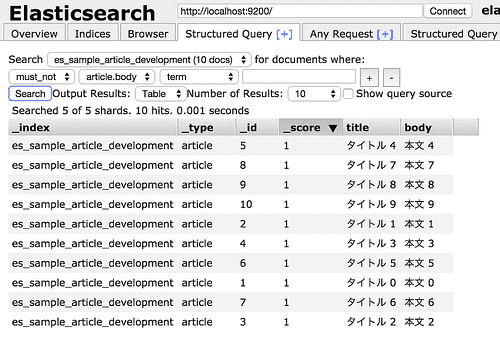 Elasticsearch http://localhost:9200/ Connect ela
Overview Indices Browser Structured Query [+] Any Request [+] Structured Query
Search es_sample_article_development (10 docs) for documents where:
must_not article.body term + -
Search Output Results: Table Number of Results: 10 Show query source
Searched 5 of 5 shards. 10 hits. 0.001 seconds
_index _type _id _score ▼ title body
es_sample_article_development article 5 1 タイトル 4 本文 4
es_sample_article_development article 8 1 タイトル 7 本文 7
es_sample_article_development article 9 1 タイトル 8 本文 8
es_sample_article_development article 10 1 タイトル 9 本文 9
es_sample_article_development article 2 1 タイトル 1 本文 1
es_sample_article_development article 4 1 タイトル 3 本文 3
es_sample_article_development article 6 1 タイトル 5 本文 5
es_sample_article_development article 1 1 タイトル 0 本文 0
es_sample_article_development article 7 1 タイトル 6 本文 6
es_sample_article_development article 3 1 タイトル 2 本文 2